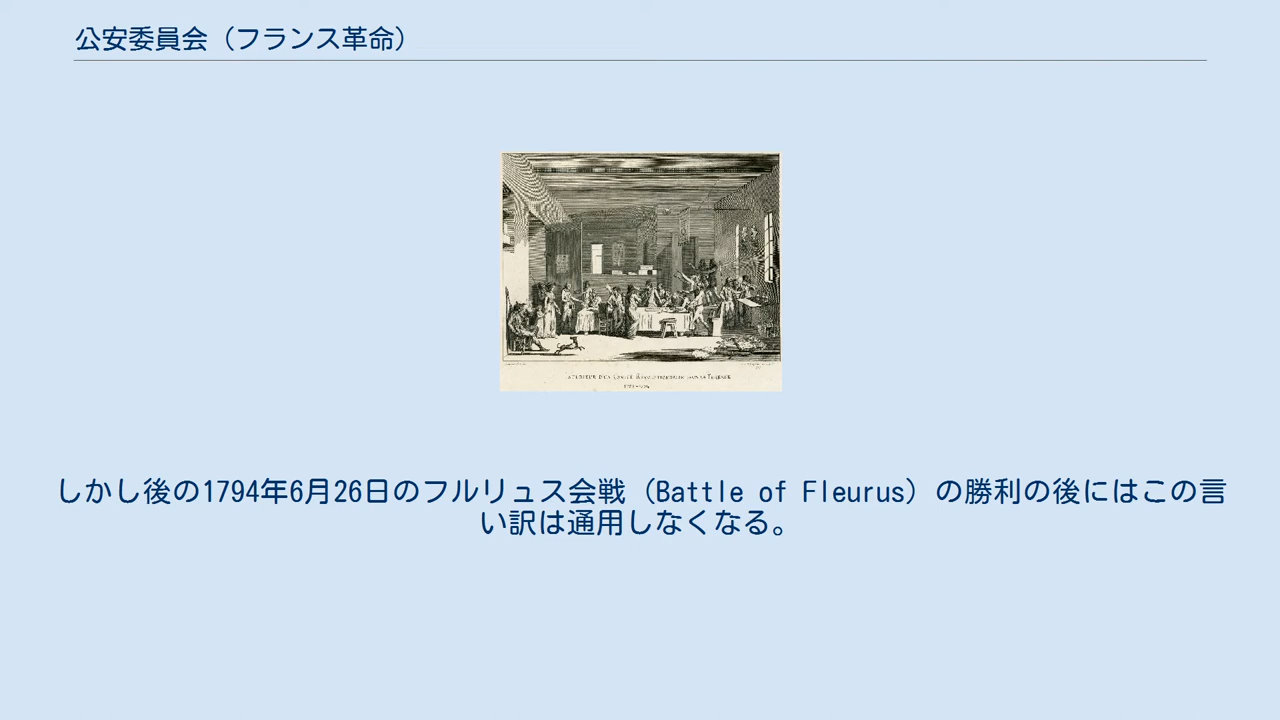 公安委員会（フランス革命）
しかし後の1794年6月26日のフルリュス会戦（Battle of Fleurus）の勝利の後にはこの言
い訳は通用しなくなる。